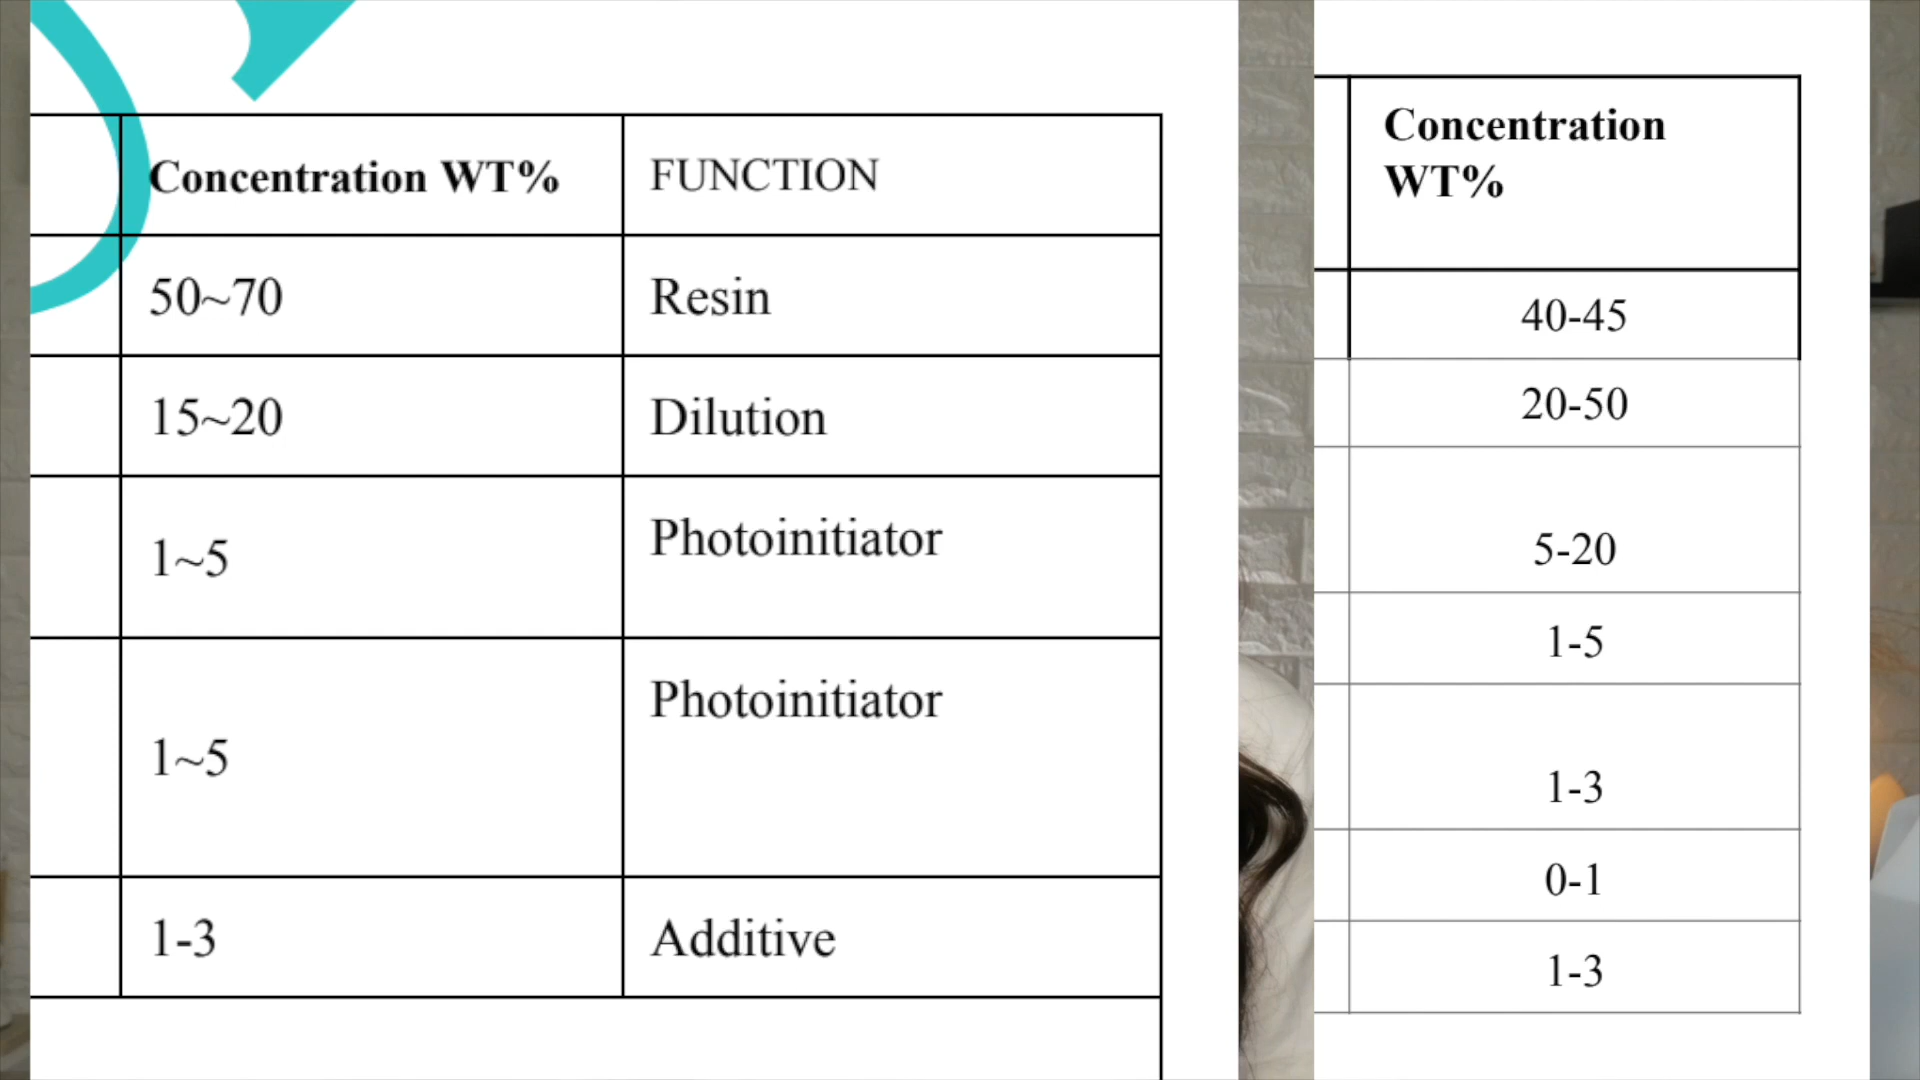 Concentration WT% FUNCTION
50~70 Resin
15~20 Dilution
1~5 Photoinitiator
1~5 Photoinitiator
1-3 Additive
Concentration
WT%
40-45
20-50
5-20
1-5
1-3
0-1
1-3